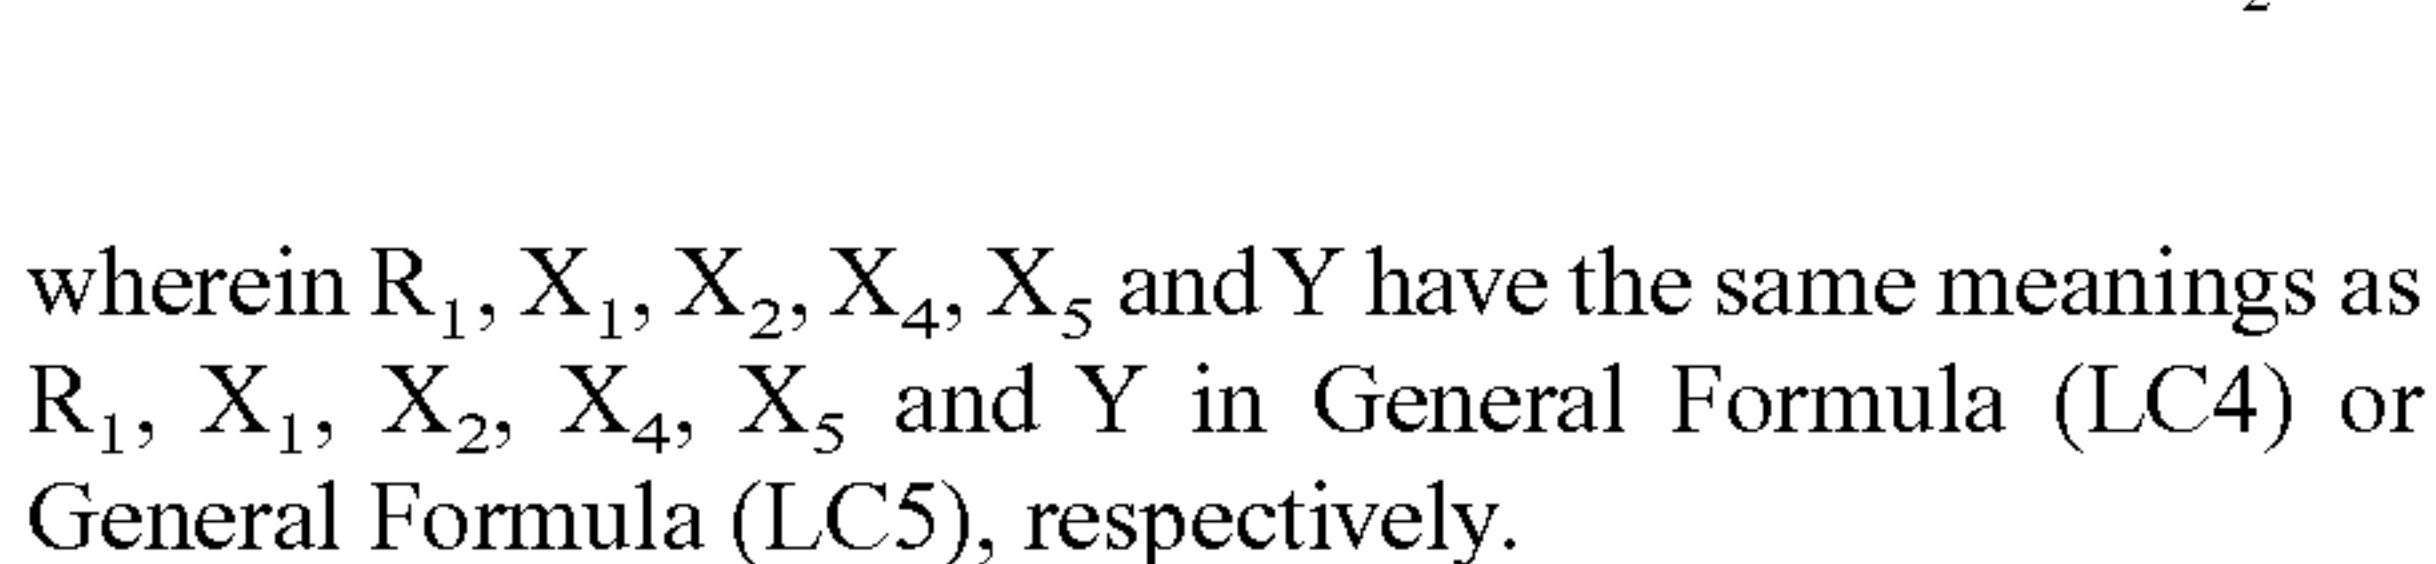 wherein R₁, X₁, X₂, X₄, X₅ and Y have the same meanings as
R₁, X₁, X₂, X₄, X₅ and Y in General Formula (LC4) or
General Formula (LC5), respectively.